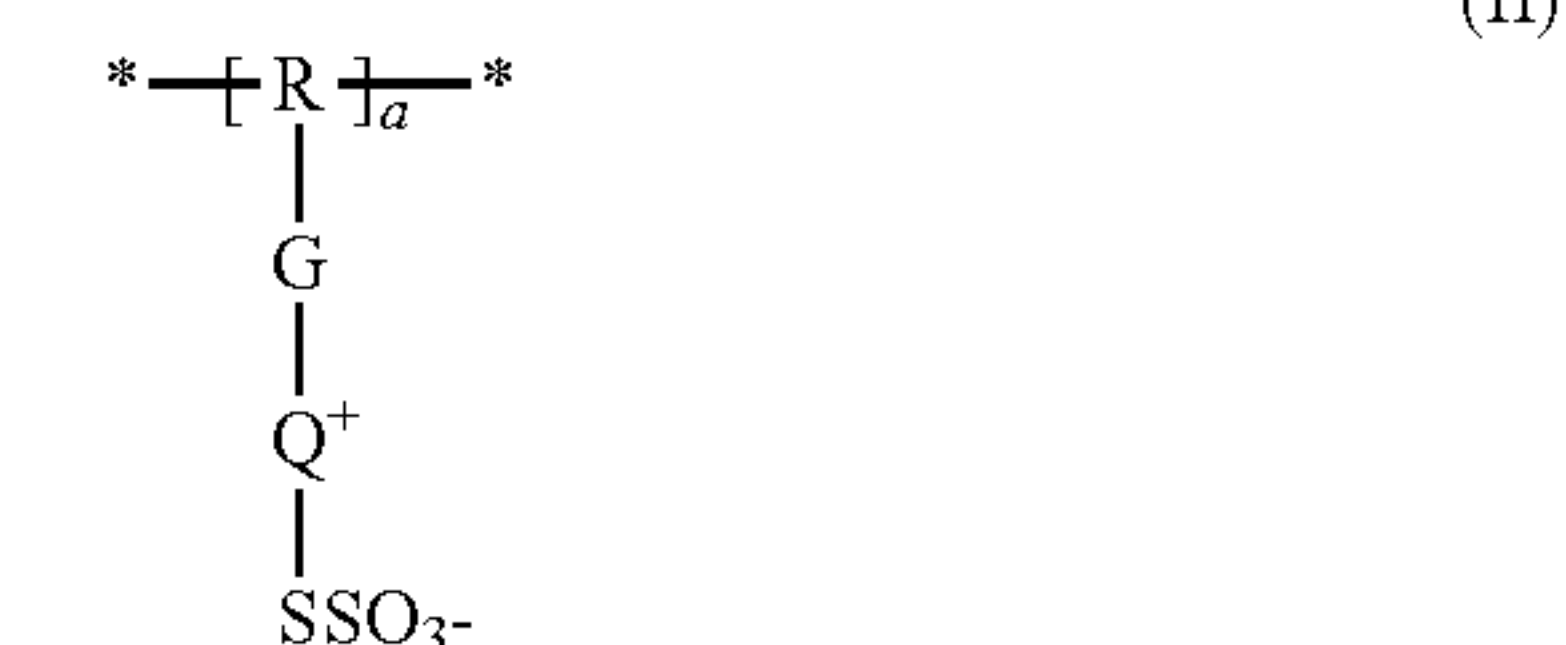 (II)
*—[R]a—*
G
Q+
SSO3-